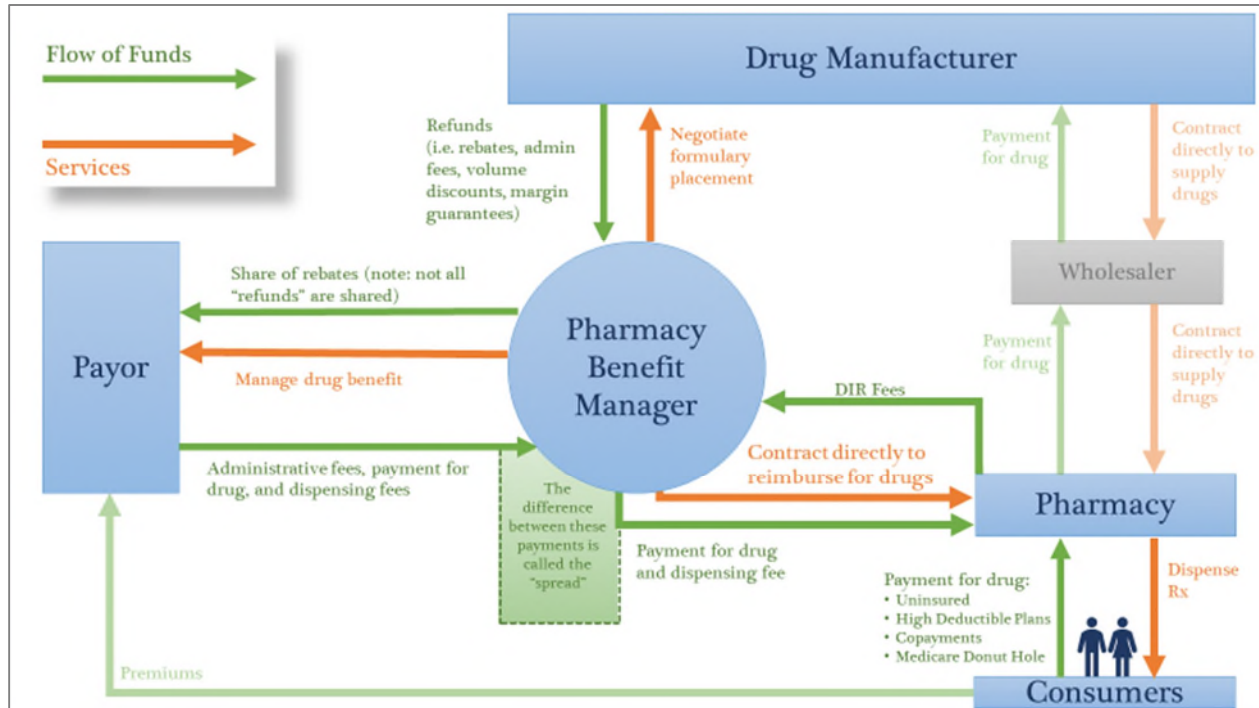 Flow of Funds
Services
Drug Manufacturer
Refunds
(i.e. rebates, admin
fees, volume
discounts, margin
guarantees)
Negotiate
formulary
placement
Payment
for drug
Contract
directly to
supply
drugs
Wholesaler
Share of rebates (note: not all
“refunds” are shared)
Payor
Manage drug benefit
Pharmacy
Benefit
Manager
Payment
for drug
Contract
directly to
supply
drugs
DIR Fees
Administrative fees, payment for
drug, and dispensing fees
The
difference
between these
payments is
called the
“spread”
Contract directly to
reimburse for drugs
Pharmacy
Payment for drug
and dispensing fee
Payment for drug:
• Uninsured
• High Deductible Plans
• Copayments
• Medicare Donut Hole
Dispense
Rx
Premiums
Consumers